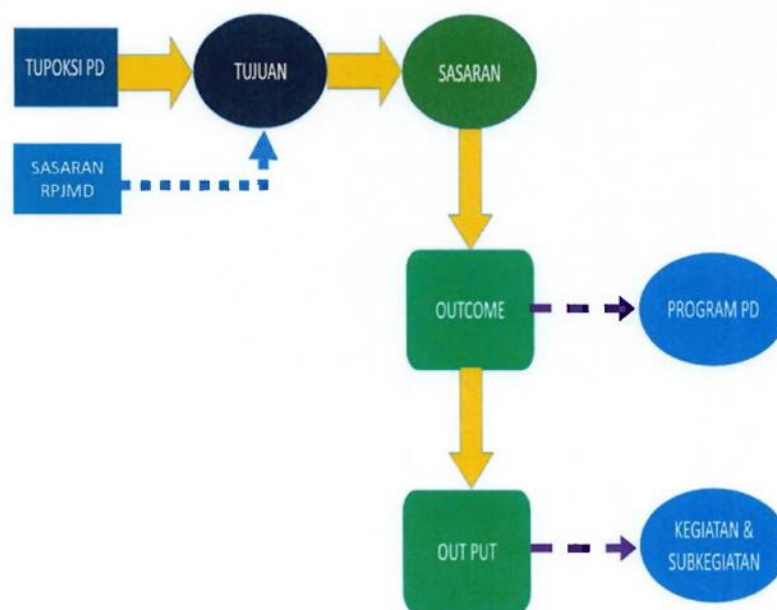 TUPOKSI PD
TUJUAN
SASARAN
SASARAN
RPJMD
OUTCOME
PROGRAM PD
OUT PUT
KEGIATAN &
SUBKEGIATAN